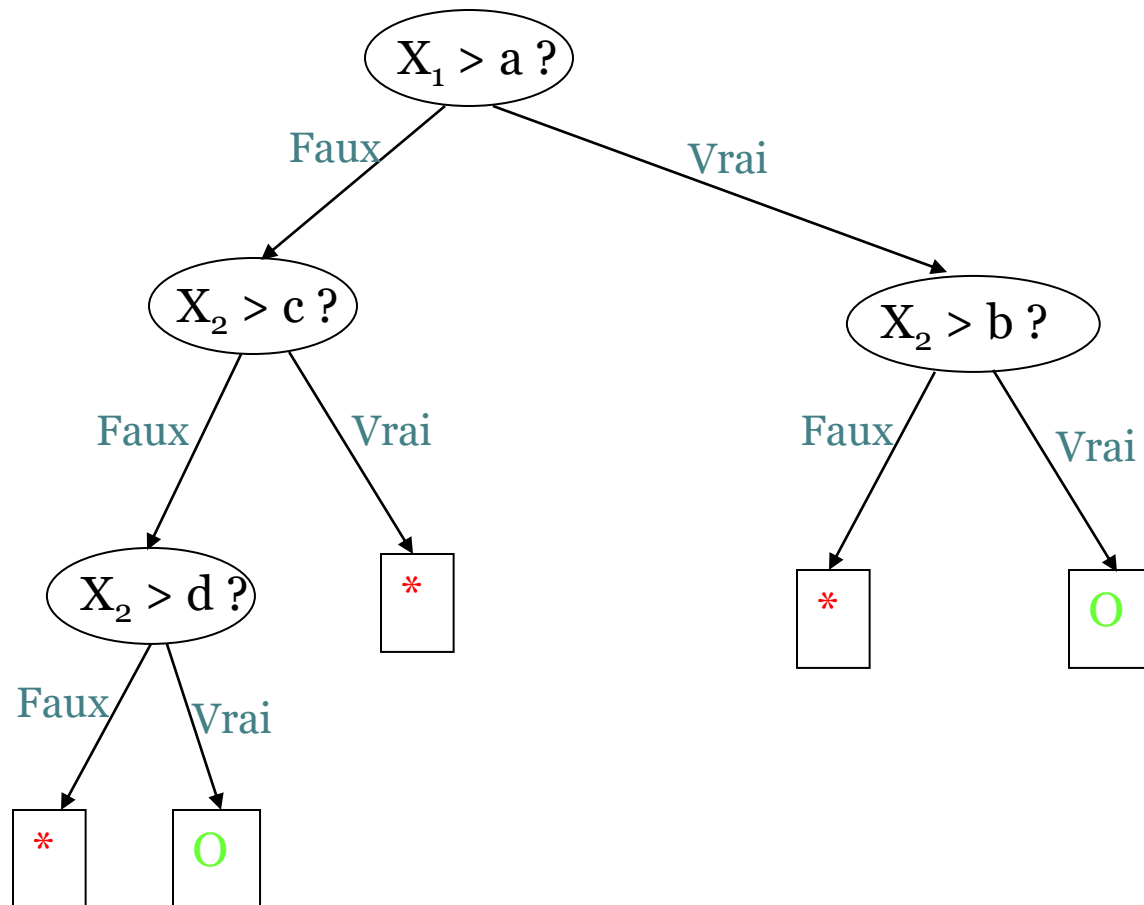 X₁ > a ?
Faux
Vrai
X₂ > c ?
X₂ > b ?
Faux
Vrai
Faux
Vrai
X₂ > d ?
*
*
O
Faux
Vrai
*
O